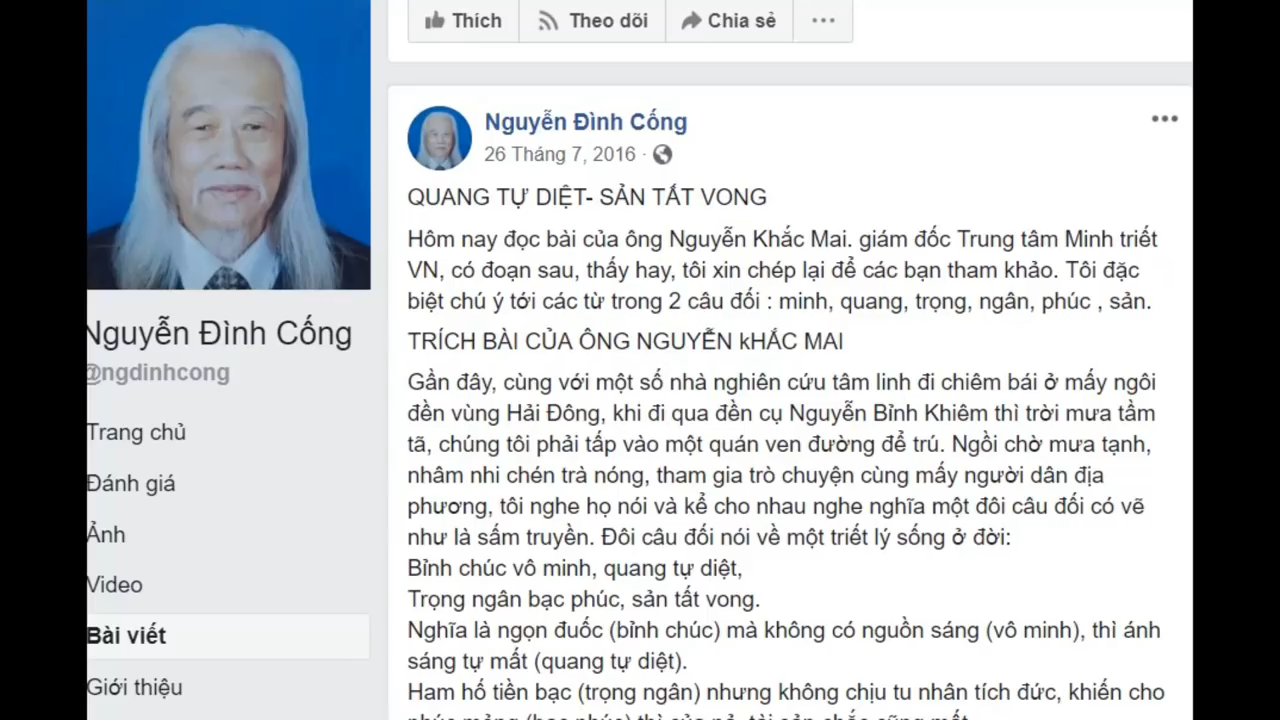 Thích
Theo dõi
Chia sẻ
Nguyễn Đình Cống
26 Tháng 7, 2016 ·
QUANG TỰ DIỆT- SẢN TẤT VONG
Hôm nay đọc bài của ông Nguyễn Khắc Mai. giám đốc Trung tâm Minh triết
VN, có đoạn sau, thấy hay, tôi xin chép lại để các bạn tham khảo. Tôi đặc
biệt chú ý tới các từ trong 2 câu đối : minh, quang, trọng, ngân, phúc , sản.
TRÍCH BÀI CỦA ÔNG NGUYỄN kHẮC MAI
Gần đây, cùng với một số nhà nghiên cứu tâm linh đi chiêm bái ở mấy ngôi
đền vùng Hải Đông, khi đi qua đền cụ Nguyễn Bỉnh Khiêm thì trời mưa tầm
tã, chúng tôi phải tấp vào một quán ven đường để trú. Ngồi chờ mưa tạnh,
nhâm nhi chén trà nóng, tham gia trò chuyện cùng mấy người dân địa
phương, tôi nghe họ nói và kể cho nhau nghe nghĩa một đôi câu đối có vẽ
như là sấm truyền. Đôi câu đối nói về một triết lý sống ở đời:
Bỉnh chúc vô minh, quang tự diệt,
Trọng ngân bạc phúc, sản tất vong.
Nghĩa là ngọn đuốc (bỉnh chúc) mà không có nguồn sáng (vô minh), thì ánh
sáng tự mất (quang tự diệt).
Ham hố tiền bạc (trọng ngân) nhưng không chịu tu nhân tích đức, khiến cho
phúc mỏng (bạc phúc) thì của nả, tài sản chắc cũng mất.
Nguyễn Đình Cống
@ngdinhcong
Trang chủ
Đánh giá
Ảnh
Video
Bài viết
Giới thiệu